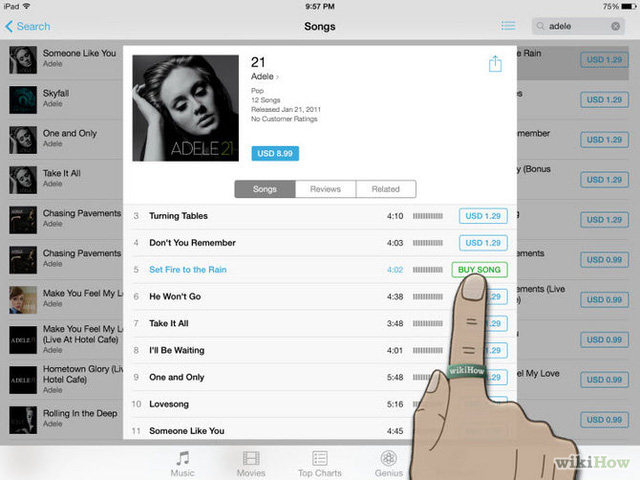 iPad 9:57 PM 75%
Search Songs adele
Someone Like You
Adele
Skyfall
Adele
One and Only
Adele
Take It All
Adele
Chasing Pavements
Adele
Chasing Pavements
Adele
Make You Feel My Lo
Adele
Make You Feel My Lo
(Live At Hotel Cafe)
Adele
Hometown Glory (Liv
at Hotel Cafe)
Adele
Rolling In the Deep
Adele
ADELE 21
21
Adele
Pop
12 Songs
Released Jan 21, 2011
No Customer Ratings
USD 8.99
Songs Reviews Related
3 Turning Tables 4:10 USD 1.29
4 Don't You Remember 4:03 USD 1.29
5 Set Fire to the Rain 4:02 BUY SONG
6 He Won't Go 4:38 1.29
7 Take It All 3:48
8 I'll Be Waiting 4:01
9 One and Only 5:48
10 Lovesong 5:16
11 Someone Like You 4:45
e Rain USD 1.29
USD 1.29
ember USD 1.29
(Bonus USD 1.29
ements USD 0.99
ements (Live USD 0.99
USD 0.99
USD 0.99
eel My Love USD 0.99
USD 0.99
wikiHow
Music Movies Top Charts Genius
wikiHow